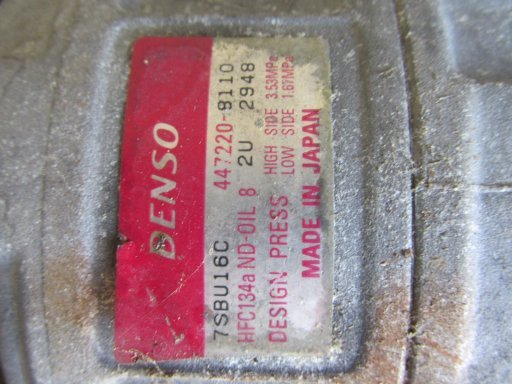 DENSO
7SBU16C 447220-8110
HFC134a ND-OIL 8 2U 2948
DESIGN PRESS HIGH SIDE 3.53MPa
LOW SIDE 1.67MPa
MADE IN JAPAN